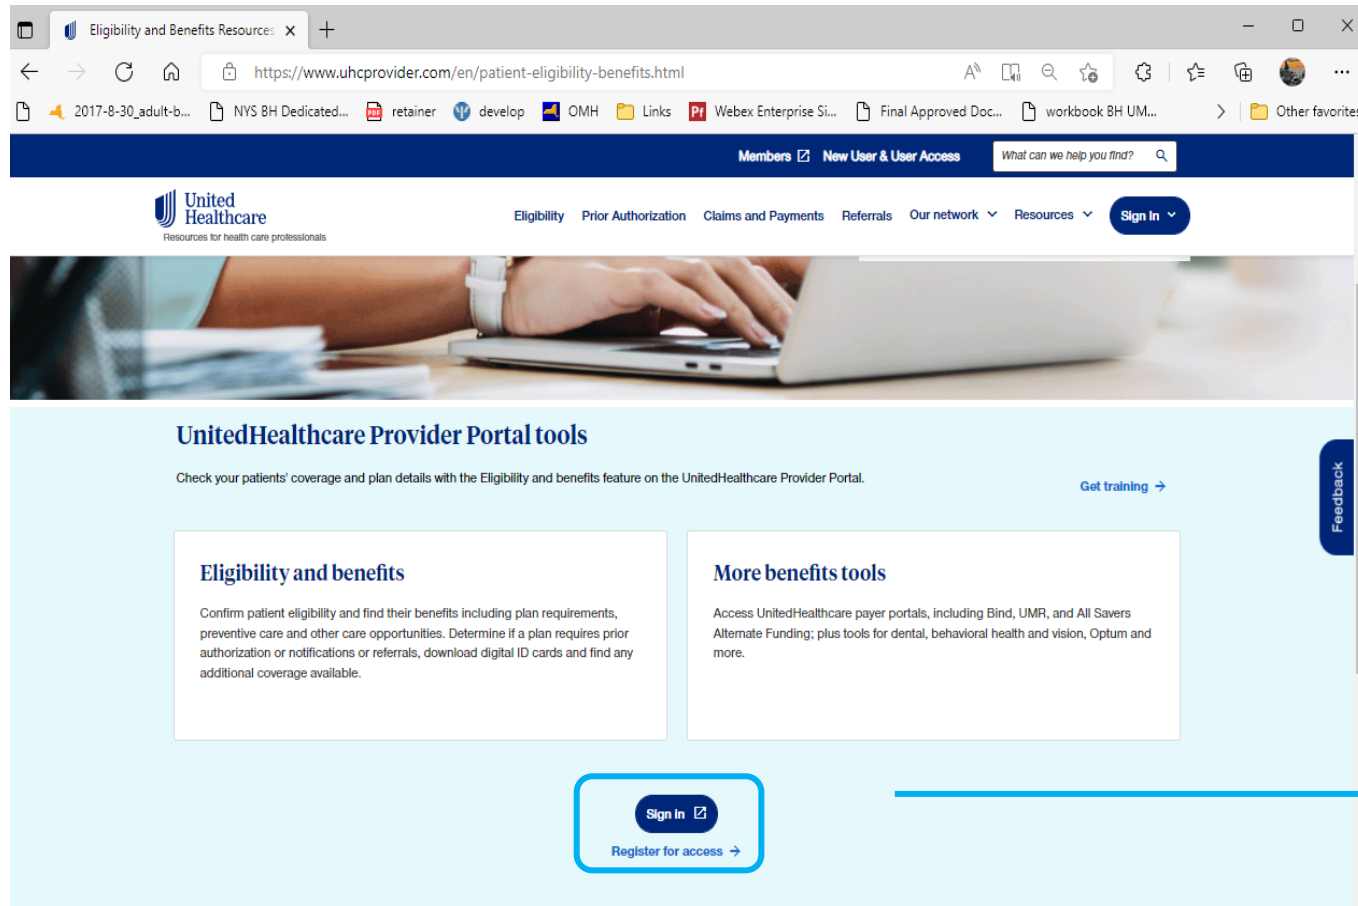 Eligibility and Benefits Resources
https://www.uhcprovider.com/en/patient-eligibility-benefits.html
2017-8-30_adult-b... NYS BH Dedicated... retainer develop OMH Links Webex Enterprise Si... Final Approved Doc... workbook BH UM... Other favorites
Members New User & User Access What can we help you find?
United
Healthcare
Resources for health care professionals
Eligibility Prior Authorization Claims and Payments Referrals Our network Resources Sign In
UnitedHealthcare Provider Portal tools
Check your patients' coverage and plan details with the Eligibility and benefits feature on the UnitedHealthcare Provider Portal.
Get training →
Feedback
Eligibility and benefits
Confirm patient eligibility and find their benefits including plan requirements,
preventive care and other care opportunities. Determine if a plan requires prior
authorization or notifications or referrals, download digital ID cards and find any
additional coverage available.
More benefits tools
Access UnitedHealthcare payer portals, including Bind, UMR, and All Savers
Alternate Funding; plus tools for dental, behavioral health and vision, Optum and
more.
Sign In
Register for access →